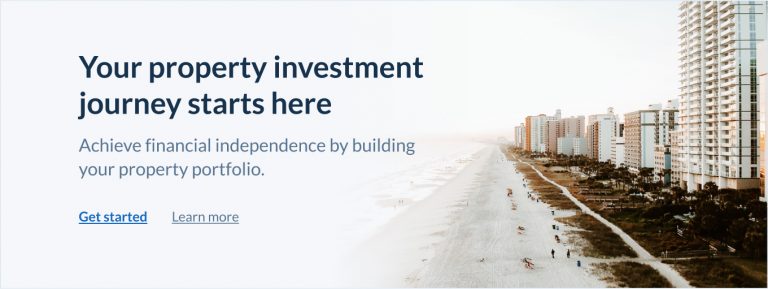 Your property investment
journey starts here
Achieve financial independence by building
your property portfolio.
Get started Learn more